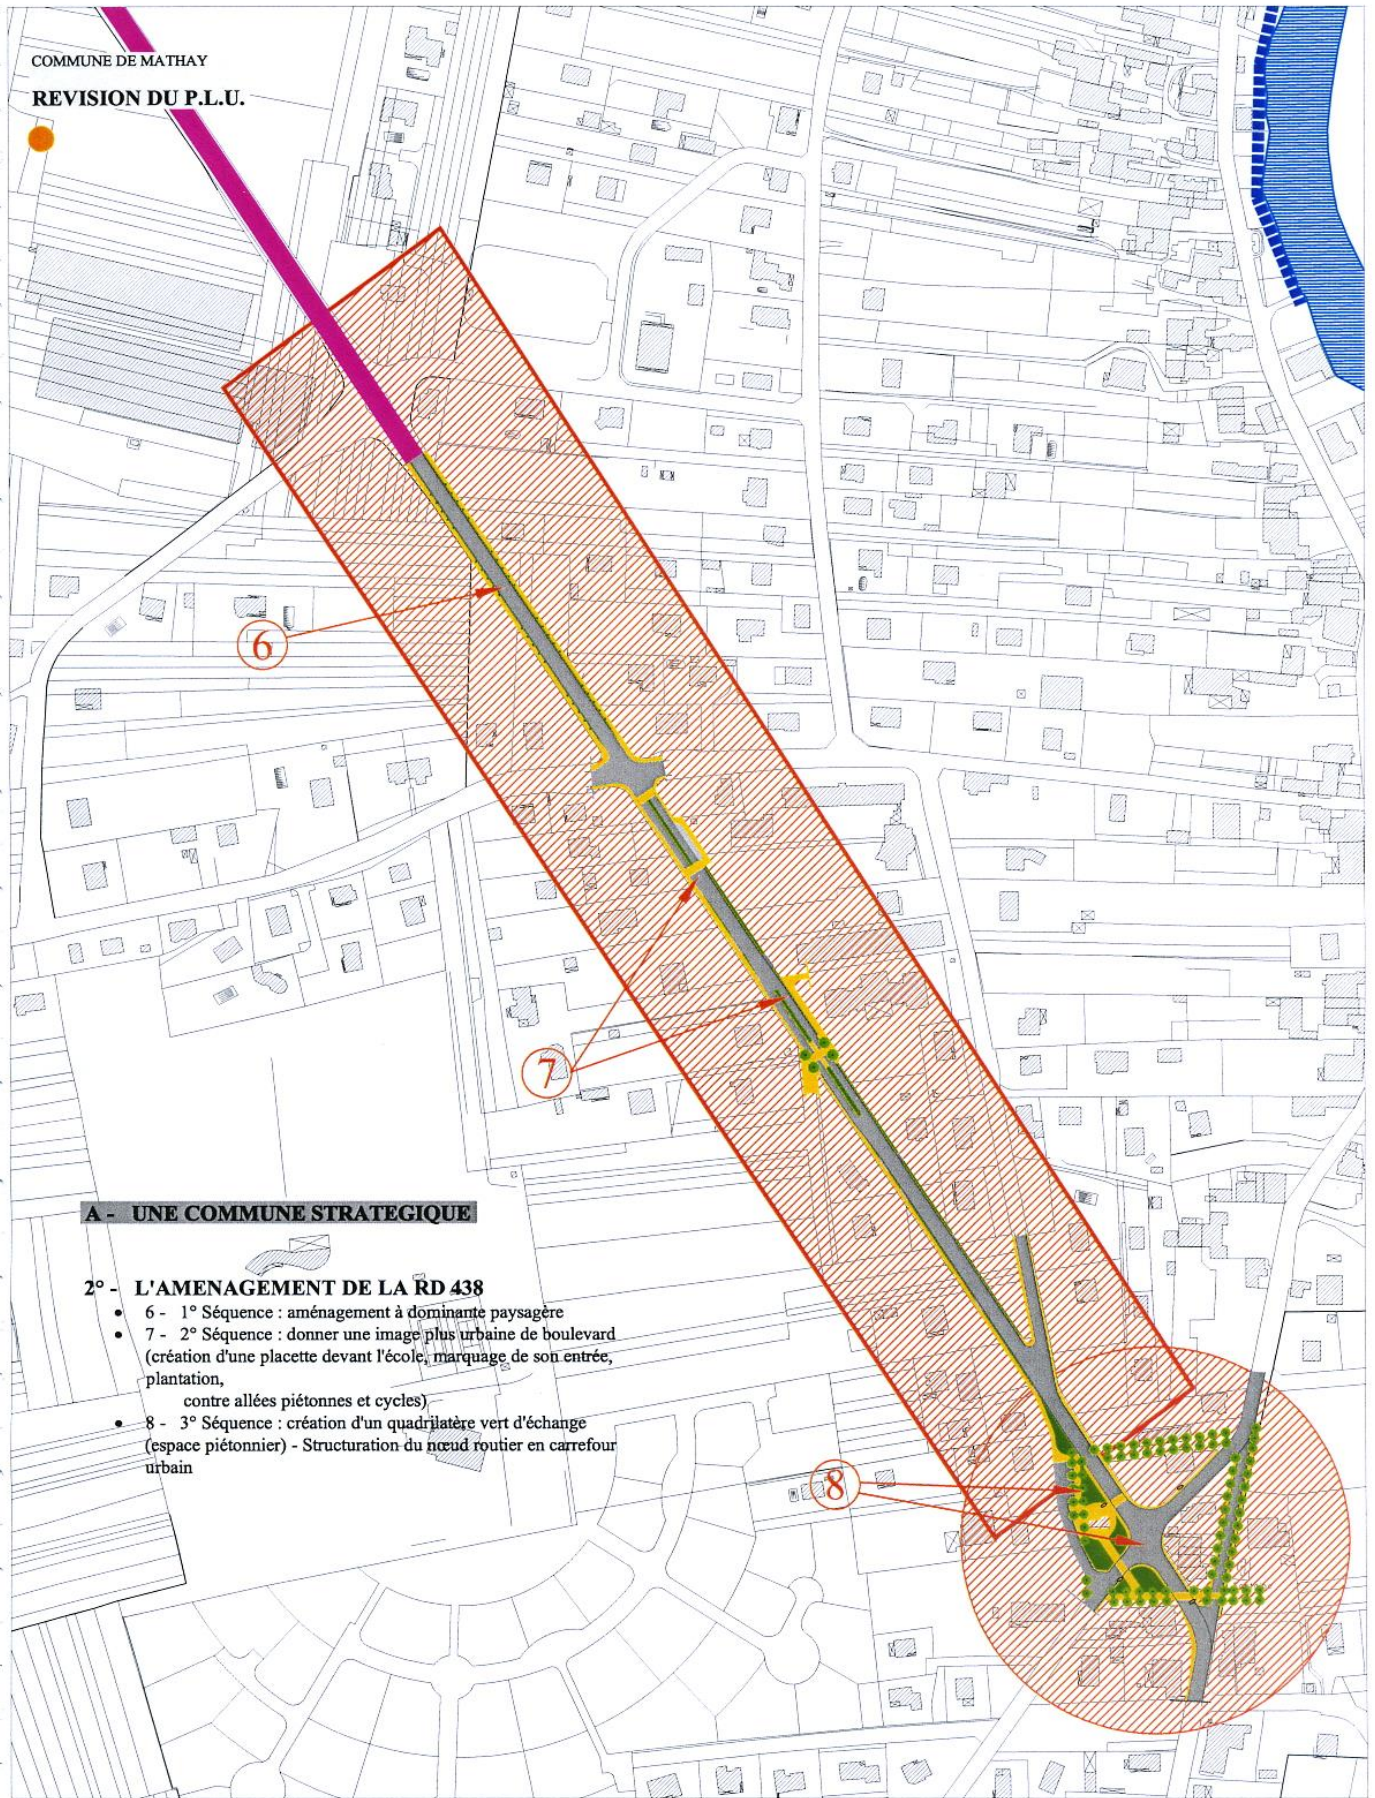 COMMUNE DE MATHAY
REVISION DU P.L.U.
6
7
A - UNE COMMUNE STRATEGIQUE
2° - L'AMENAGEMENT DE LA RD 438
• 6 - 1° Séquence : aménagement à dominante paysagère
• 7 - 2° Séquence : donner une image plus urbaine de boulevard
(création d'une placette devant l'école, marquage de son entrée,
plantation,
contre allées piétonnes et cycles)
• 8 - 3° Séquence : création d'un quadrilatère vert d'échange
(espace piétonnier) - Structuration du nœud routier en carrefour
urbain
8